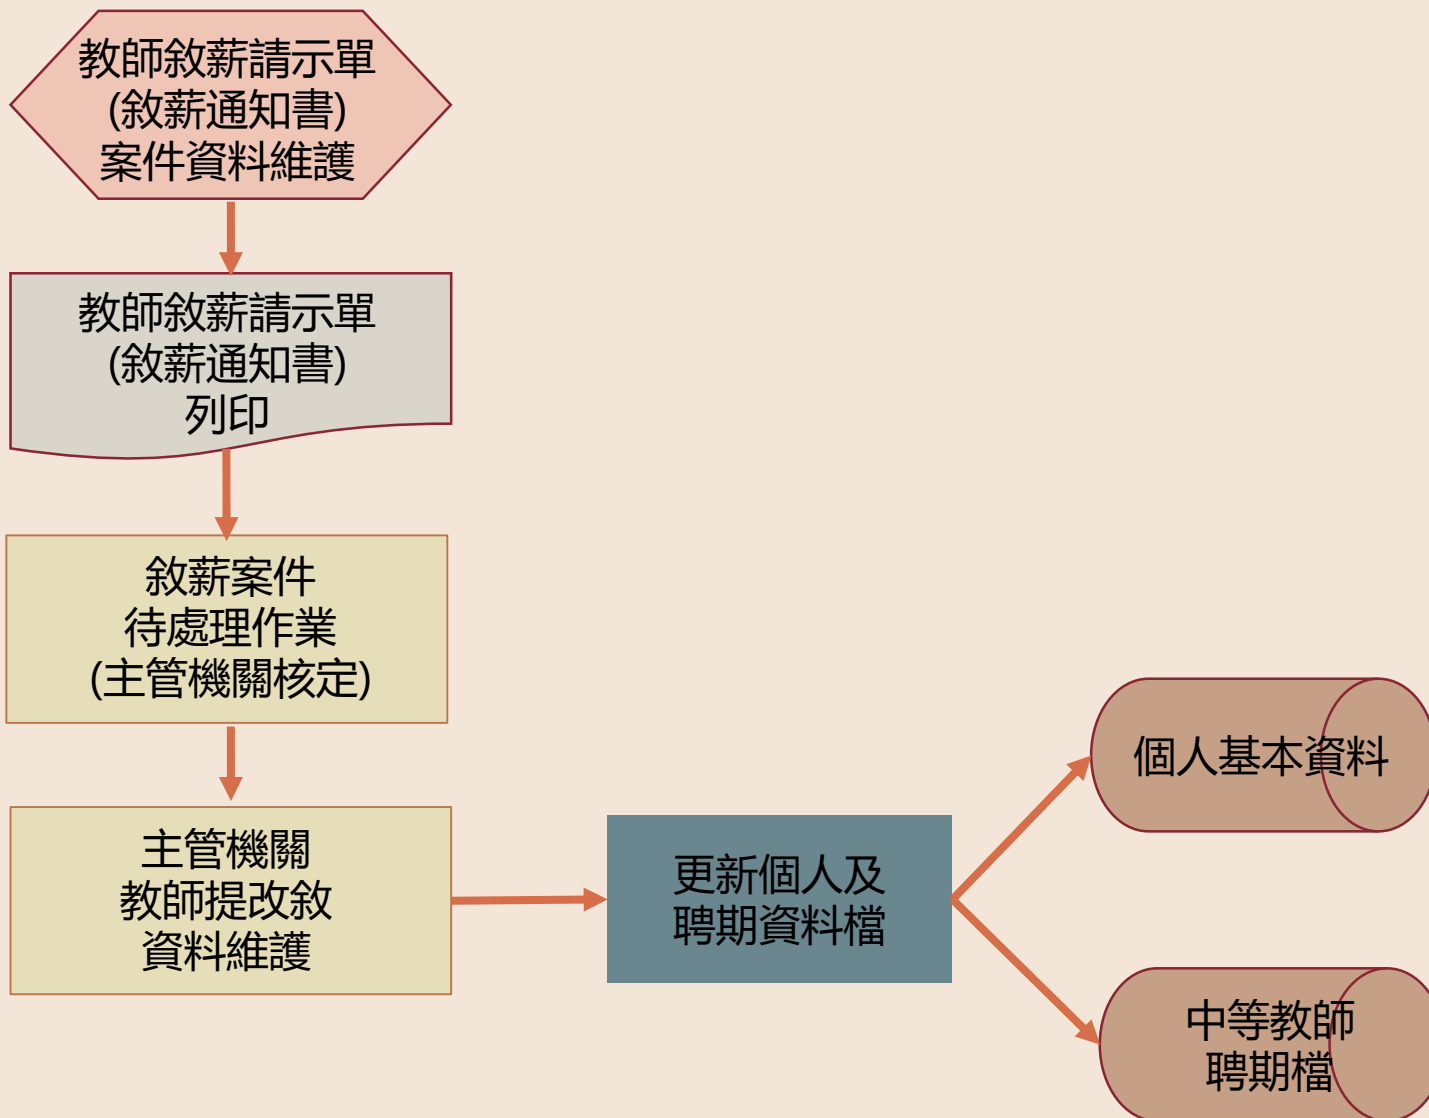 教師敘薪請示單
(敘薪通知書)
案件資料維護
教師敘薪請示單
(敘薪通知書)
列印
敘薪案件
待處理作業
(主管機關核定)
主管機關
教師提改敘
資料維護
更新個人及
聘期資料檔
個人基本資料
中等教師
聘期檔